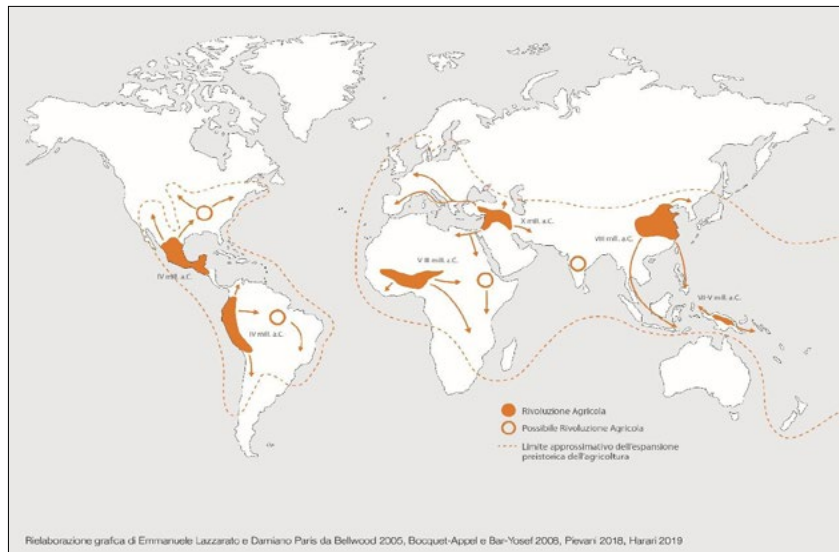 X mill. a.C.
VIII mill. a.C.
V III mill. a.C.
VII-V mill. a.C.
IV mill. a.C.
IV mill. a.C.
Rivoluzione Agricola
Possibile Rivoluzione Agricola
Limite approssimativo dell'espansione
preistorica dell'agricoltura
Rielaborazione grafica di Emmanuele Lazzarato e Damiano Paris da Bellwood 2005, Bocquet-Appel e Bar-Yosef 2008, Pievani 2018, Harari 2019